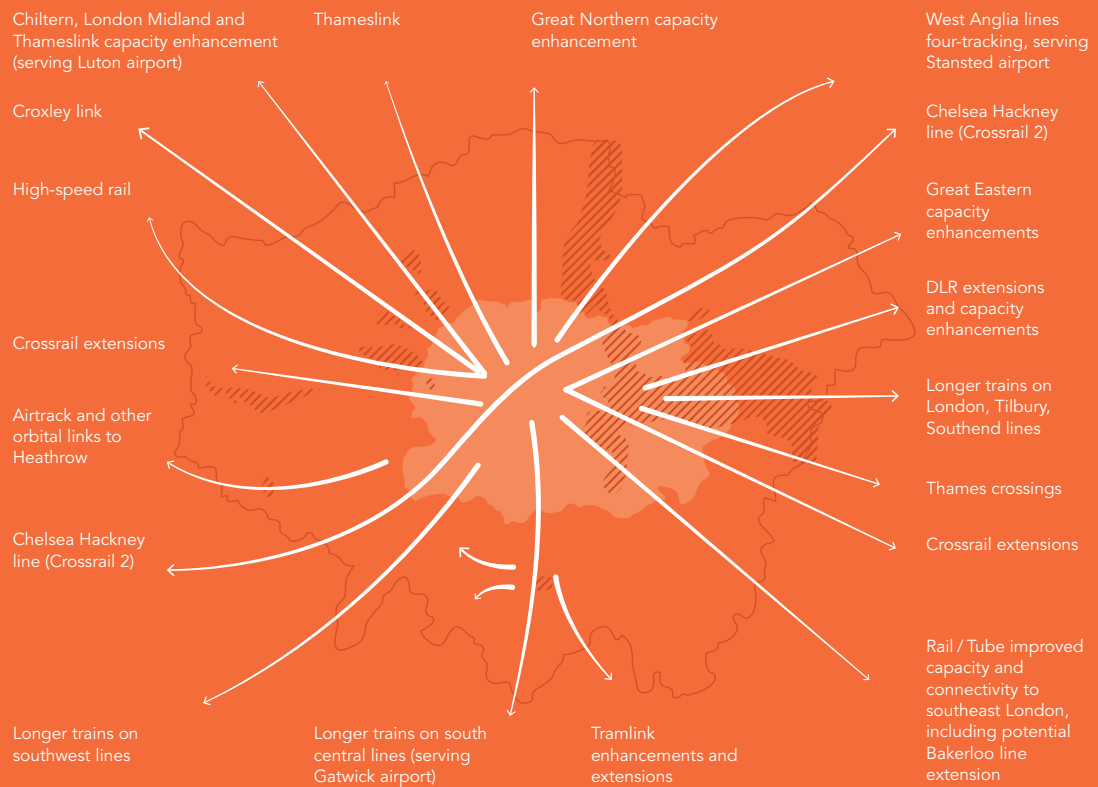 Chiltern, London Midland and
Thameslink capacity enhancement
(serving Luton airport)
Thameslink
Great Northern capacity
enhancement
West Anglia lines
four-tracking, serving
Stansted airport
Croxley link
Chelsea Hackney
line (Crossrail 2)
High-speed rail
Great Eastern
capacity
enhancements
DLR extensions
and capacity
enhancements
Crossrail extensions
Longer trains on
London, Tilbury,
Southend lines
Airtrack and other
orbital links to
Heathrow
Thames crossings
Chelsea Hackney
line (Crossrail 2)
Crossrail extensions
Rail / Tube improved
capacity and
connectivity to
southeast London,
including potential
Bakerloo line
extension
Longer trains on
southwest lines
Longer trains on south
central lines (serving
Gatwick airport)
Tramlink
enhancements and
extensions